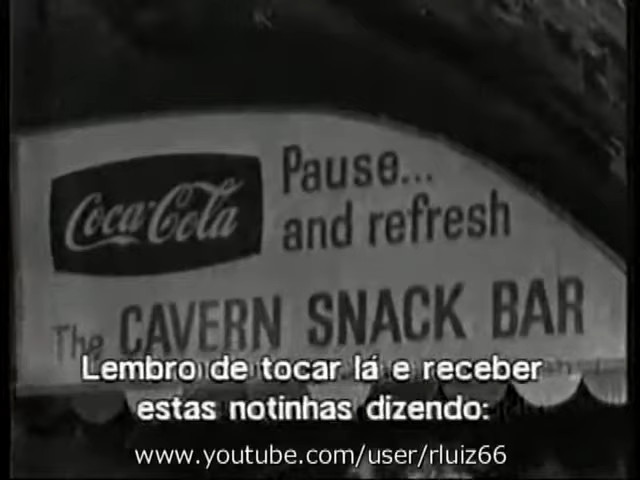 Coca-Cola
Pause...
and refresh
The CAVERN SNACK BAR
Lembro de tocar lá e receber
estas notinhas dizendo:
www.youtube.com/user/rluiz66